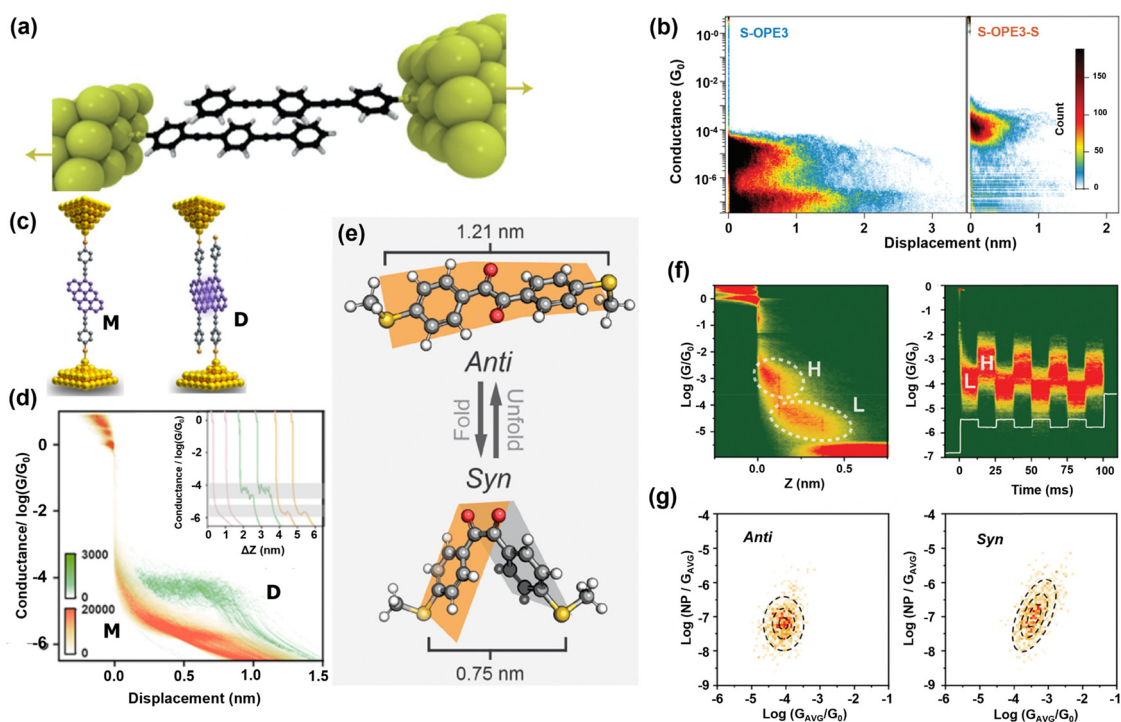 (a)
(b)
S-OPE3
S-OPE3-S
Conductance (G₀)
10⁻⁰
10⁻²
10⁻⁴
10⁻⁶
Count
150
100
50
0
0 1 2 3
0 1 2
Displacement (nm)
(c)
M
D
(d)
Conductance/ log(G/G₀)
0
-2
-4
-6
3000
0
20000
0
M
D
0.0 0.5 1.0 1.5
Displacement (nm)
Conductance / log(G/G₀)
0
-2
-4
-6
0 1 2 3 4 5 6
ΔZ (nm)
(e)
1.21 nm
Anti
Fold
Unfold
Syn
0.75 nm
(f)
Log (G/G₀)
0
-1
-2
-3
-4
-5
H
L
0.0 0.5
Z (nm)
Log (G/G₀)
0
-1
-2
-3
-4
-5
-6
-7
L
H
0 25 50 75 100
Time (ms)
(g)
Anti
Log (NP / G_AVG)
-4
-5
-6
-7
-8
-9
-6 -5 -4 -3 -2 -1
Log (G_AVG/G₀)
Syn
Log (NP / G_AVG)
-4
-5
-6
-7
-8
-9
-6 -5 -4 -3 -2 -1
Log (G_AVG/G₀)